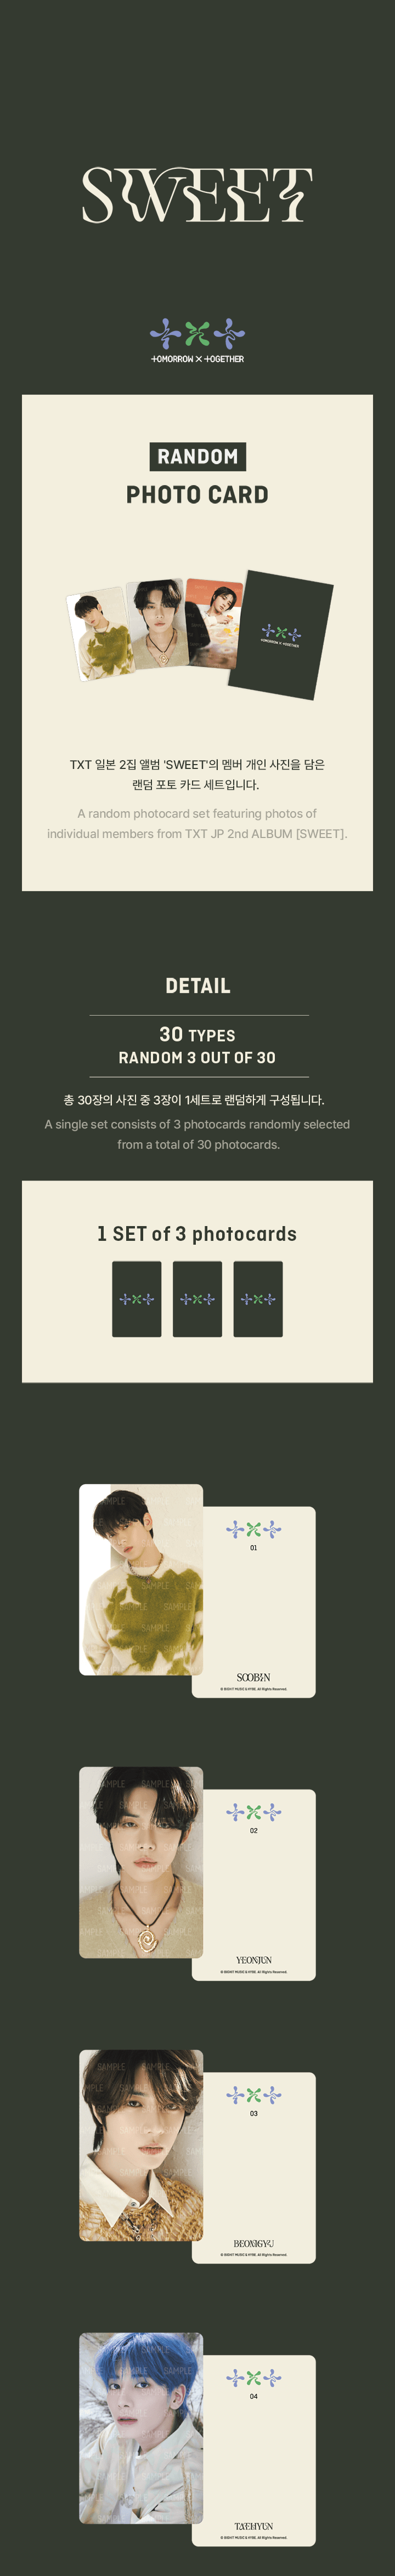 SWEET
TOMORROW X TOGETHER
RANDOM
PHOTO CARD
TOMORROW X TOGETHER
TXT 일본 2집 앨범 'SWEET'의 멤버 개인 사진을 담은
랜덤 포토 카드 세트입니다.
A random photocard set featuring photos of
individual members from TXT JP 2nd ALBUM [SWEET].
DETAIL
30 TYPES
RANDOM 3 OUT OF 30
총 30장의 사진 중 3장이 1세트로 랜덤하게 구성됩니다.
A single set consists of 3 photocards randomly selected
from a total of 30 photocards.
1 SET of 3 photocards
SAMPLE
01
SOOBIN
© BIGHIT MUSIC & HYBE. All Rights Reserved.
SAMPLE
02
YEONJUN
© BIGHIT MUSIC & HYBE. All Rights Reserved.
SAMPLE
03
BEOMGYU
© BIGHIT MUSIC & HYBE. All Rights Reserved.
SAMPLE
04
TAEHYUN
© BIGHIT MUSIC & HYBE. All Rights Reserved.